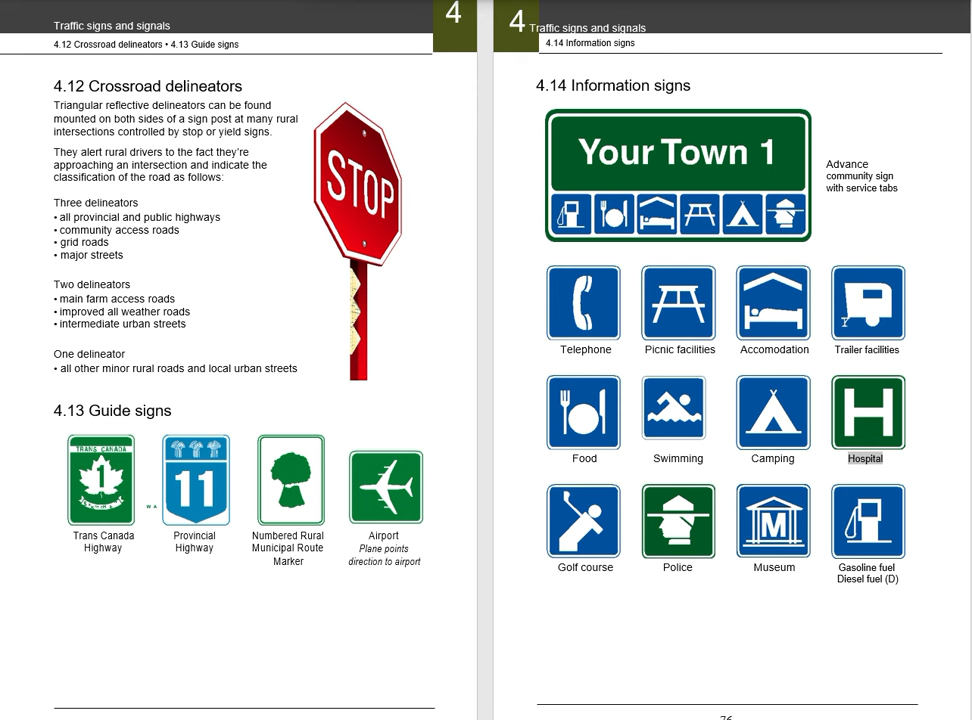 Traffic signs and signals
4
4.12 Crossroad delineators • 4.13 Guide signs
4.12 Crossroad delineators
Triangular reflective delineators can be found
mounted on both sides of a sign post at many rural
intersections controlled by stop or yield signs.
They alert rural drivers to the fact they're
approaching an intersection and indicate the
classification of the road as follows:
Three delineators
• all provincial and public highways
• community access roads
• grid roads
• major streets
Two delineators
• main farm access roads
• improved all weather roads
• intermediate urban streets
One delineator
• all other minor rural roads and local urban streets
STOP
4.13 Guide signs
TRANS CANADA
1
W A
11
Trans Canada
Highway
Provincial
Highway
Numbered Rural
Municipal Route
Marker
Airport
Plane points
direction to airport
4
Traffic signs and signals
4.14 Information signs
4.14 Information signs
Your Town 1
Advance
community sign
with service tabs
Telephone
Picnic facilities
Accomodation
Trailer facilities
H
Food
Swimming
Camping
Hospital
M
Golf course
Police
Museum
Gasoline fuel
Diesel fuel (D)